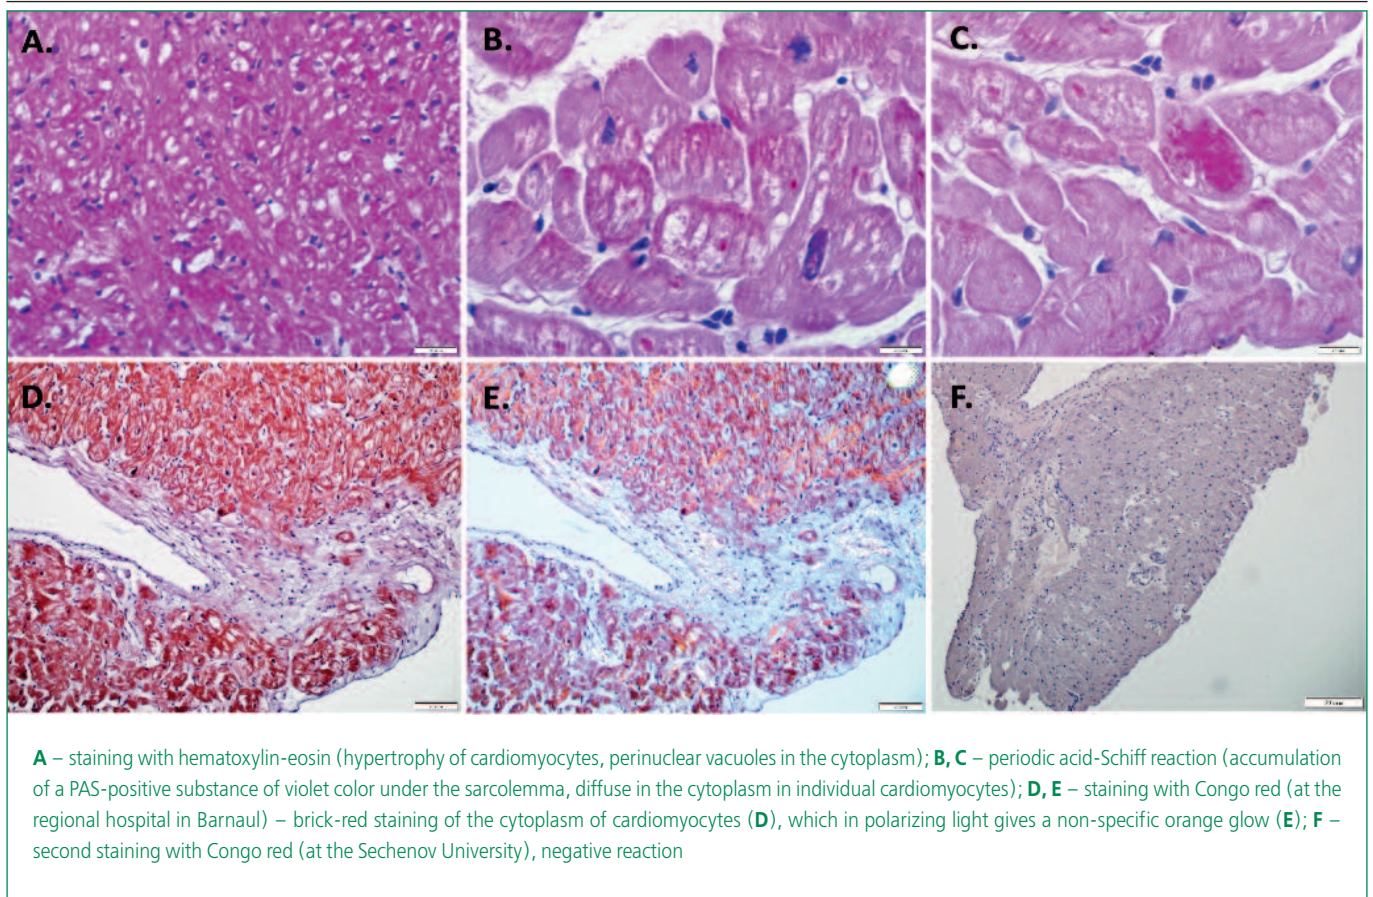 A.
B.
C.
D.
E.
F.
A – staining with hematoxylin-eosin (hypertrophy of cardiomyocytes, perinuclear vacuoles in the cytoplasm); B, C – periodic acid-Schiff reaction (accumulation
of a PAS-positive substance of violet color under the sarcolemma, diffuse in the cytoplasm in individual cardiomyocytes); D, E – staining with Congo red (at the
regional hospital in Barnaul) – brick-red staining of the cytoplasm of cardiomyocytes (D), which in polarizing light gives a non-specific orange glow (E); F –
second staining with Congo red (at the Sechenov University), negative reaction